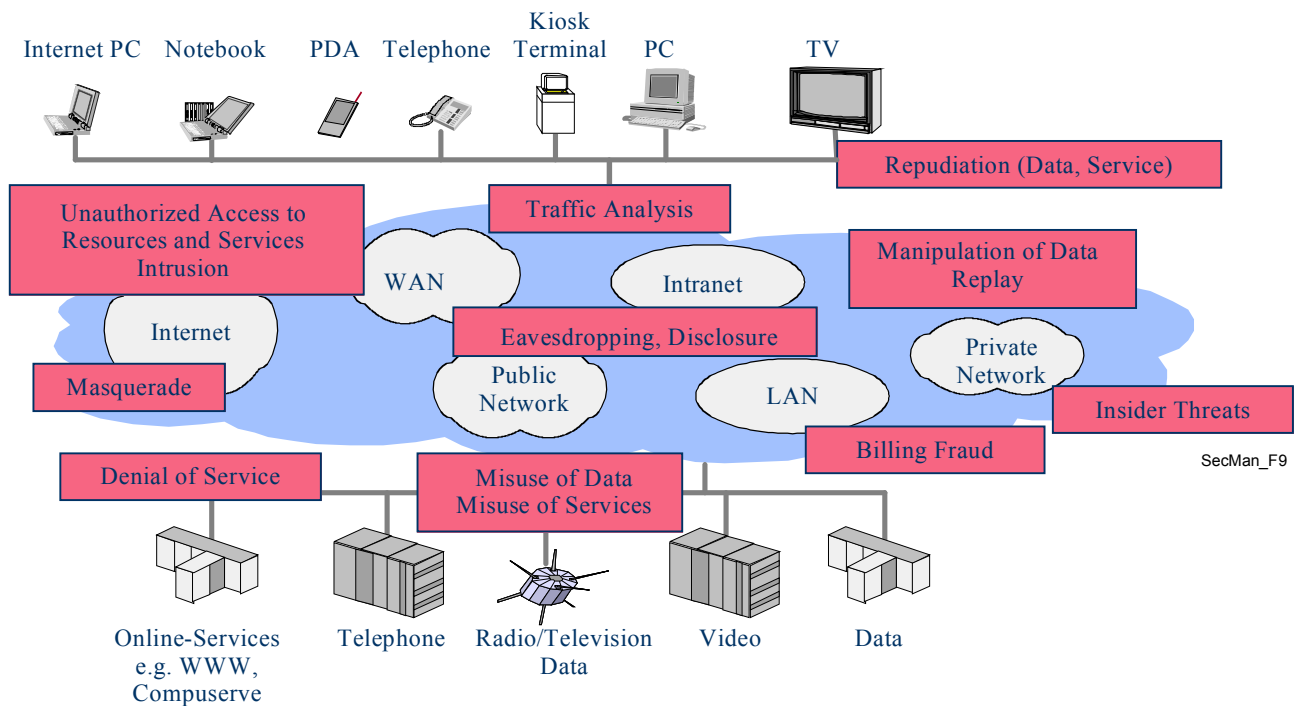 Internet PC
Notebook
PDA
Telephone
Kiosk
Terminal
PC
TV
Repudiation (Data, Service)
Unauthorized Access to
Resources and Services
Intrusion
Traffic Analysis
Manipulation of Data
Replay
WAN
Intranet
Internet
Eavesdropping, Disclosure
Private
Network
Masquerade
Public
Network
LAN
Insider Threats
Billing Fraud
SecMan_F9
Denial of Service
Misuse of Data
Misuse of Services
Online-Services
e.g. WWW,
Compuserve
Telephone
Radio/Television
Data
Video
Data